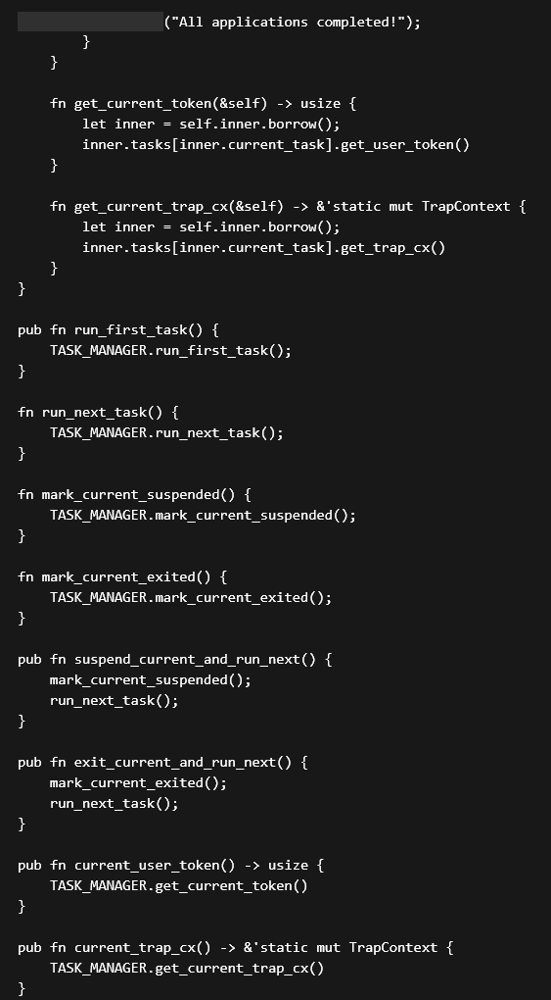 ("All applications completed!");
        }
    }

    fn get_current_token(&self) -> usize {
        let inner = self.inner.borrow();
        inner.tasks[inner.current_task].get_user_token()
    }

    fn get_current_trap_cx(&self) -> &'static mut TrapContext {
        let inner = self.inner.borrow();
        inner.tasks[inner.current_task].get_trap_cx()
    }
}

pub fn run_first_task() {
    TASK_MANAGER.run_first_task();
}

fn run_next_task() {
    TASK_MANAGER.run_next_task();
}

fn mark_current_suspended() {
    TASK_MANAGER.mark_current_suspended();
}

fn mark_current_exited() {
    TASK_MANAGER.mark_current_exited();
}

pub fn suspend_current_and_run_next() {
    mark_current_suspended();
    run_next_task();
}

pub fn exit_current_and_run_next() {
    mark_current_exited();
    run_next_task();
}

pub fn current_user_token() -> usize {
    TASK_MANAGER.get_current_token()
}

pub fn current_trap_cx() -> &'static mut TrapContext {
    TASK_MANAGER.get_current_trap_cx()
}